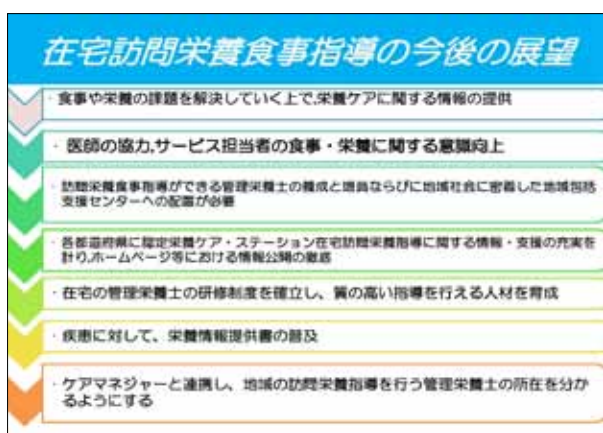 在宅訪問栄養食事指導の今後の展望
・食事や栄養の課題を解決していく上で,栄養ケアに関する情報の提供
・医師の協力,サービス担当者の食事・栄養に関する意識向上
・訪問栄養食事指導ができる管理栄養士の養成と増員ならびに地域社会に密着した地域包括
支援センターへの配置が必要
・各都道府県に認定栄養ケア・ステーション在宅訪問栄養指導に関する情報・支援の充実を
計り,ホームページ等における情報公開の徹底
・在宅の管理栄養士の研修制度を確立し、質の高い指導を行える人材を育成
・疾患に対して、栄養情報提供書の普及
・ケアマネジャーと連携し、地域の訪問栄養指導を行う管理栄養士の所在を分か
るようにする